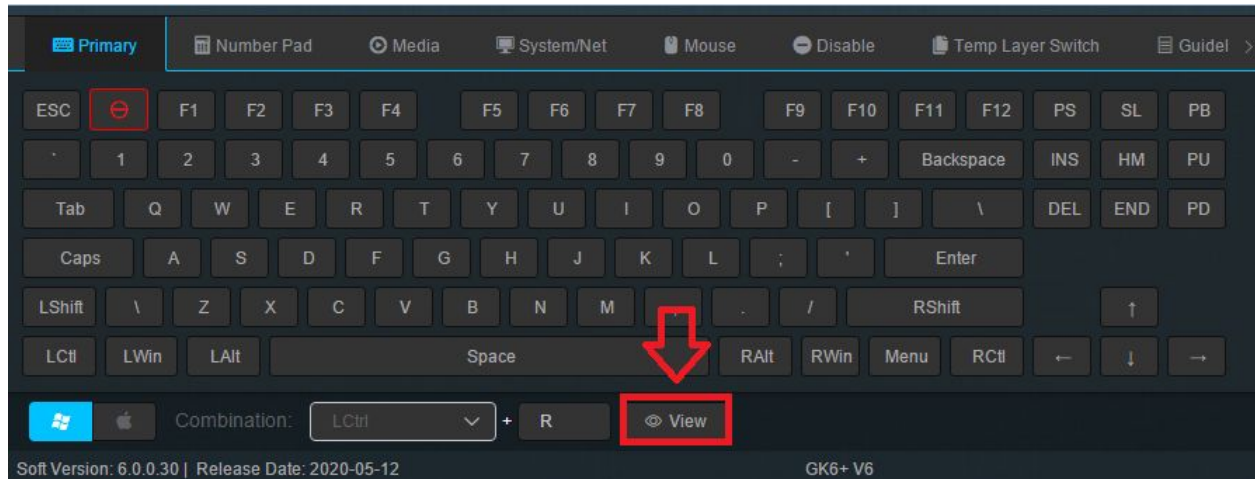 Primary Number Pad Media System/Net Mouse Disable Temp Layer Switch Guidel
ESC F1 F2 F3 F4 F5 F6 F7 F8 F9 F10 F11 F12 PS SL PB
` 1 2 3 4 5 6 7 8 9 0 - + Backspace INS HM PU
Tab Q W E R T Y U I O P [ ] \ DEL END PD
Caps A S D F G H J K L ; ' Enter
LShift \ Z X C V B N M . / RShift ↑
LCtl LWin LAlt Space RAlt RWin Menu RCtl ← ↓ →
Combination: LCtrl + R View
Soft Version: 6.0.0.30 | Release Date: 2020-05-12 GK6+ V6